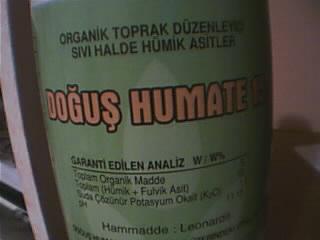 ORGANİK TOPRAK DÜZENLEYİCİ
SIVI HALDE HÜMİK ASİTLER
DOĞUŞ HUMATE
GARANTİ EDİLEN ANALİZ W / W%
Toplam Organik Madde
Toplam (Hümik + Fulvik Asit)
Suda Çözünür Potasyum Oksit (K₂O)
pH
Hammadde : Leonardit